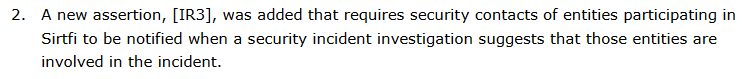 2. A new assertion, [IR3], was added that requires security contacts of entities participating in
Sirtfi to be notified when a security incident investigation suggests that those entities are
involved in the incident.